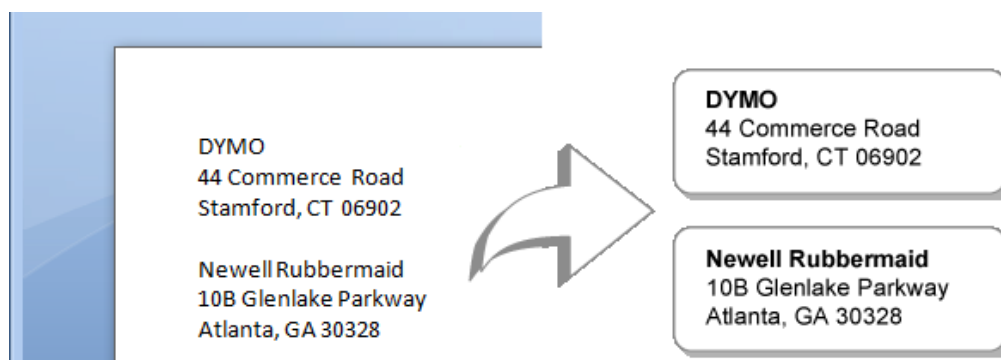 DYMO
44 Commerce Road
Stamford, CT 06902
Newell Rubbermaid
10B Glenlake Parkway
Atlanta, GA 30328
DYMO
44 Commerce Road
Stamford, CT 06902
Newell Rubbermaid
10B Glenlake Parkway
Atlanta, GA 30328